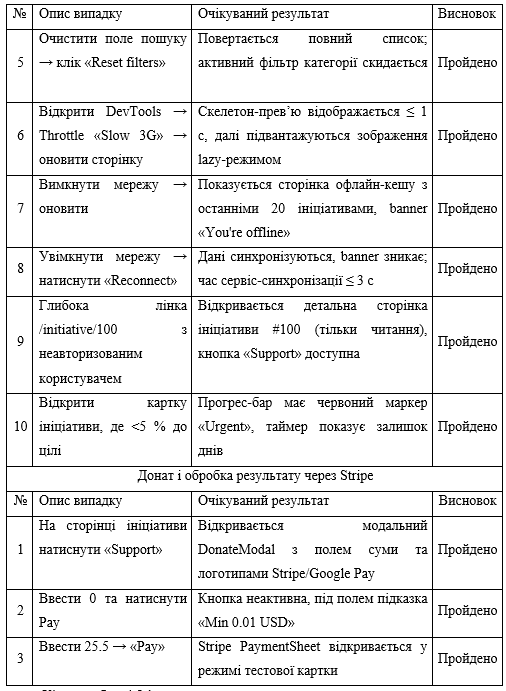 № Опис випадку Очікуваний результат Висновок
5 Очистити поле пошуку Повертається повний список; Пройдено
→ клік «Reset filters» активний фільтр категорії скидається
6 Відкрити DevTools → Скелетон-прев’ю відображається ≤ 1 Пройдено
Throttle «Slow 3G» → с, далі підвантажуються зображення
оновити сторінку lazy-режимом
7 Вимкнути мережу → Показується сторінка офлайн-кешу з Пройдено
оновити останніми 20 ініціативами, banner
«You're offline»
8 Увімкнути мережу → Дані синхронізуються, banner зникає; Пройдено
натиснути «Reconnect» час сервіс-синхронізації ≤ 3 с
9 Глибока лінка Відкривається детальна сторінка Пройдено
/initiative/100 з ініціативи #100 (тільки читання),
неавторизованим кнопка «Support» доступна
користувачем
10 Відкрити картку Прогрес-бар має червоний маркер Пройдено
ініціативи, де <5 % до «Urgent», таймер показує залишок
цілі днів
Донат і обробка результату через Stripe
№ Опис випадку Очікуваний результат Висновок
1 На сторінці ініціативи Відкривається модальний Пройдено
натиснути «Support» DonateModal з полем суми та
логотипами Stripe/Google Pay
2 Ввести 0 та натиснути Кнопка неактивна, під полем підказка Пройдено
Pay «Min 0.01 USD»
3 Ввести 25.5 → «Pay» Stripe PaymentSheet відкривається у Пройдено
режимі тестової картки